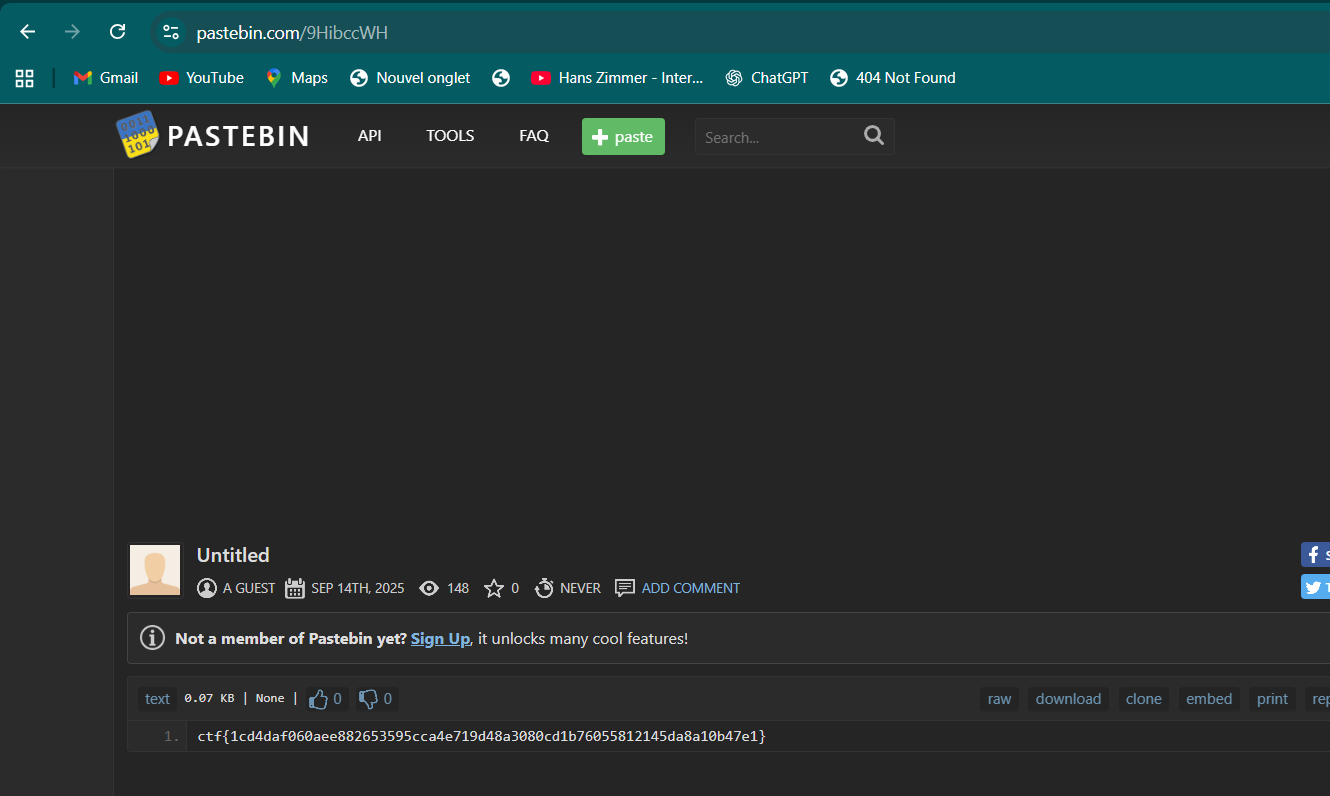 pastebin.com/9HibccWH
Gmail YouTube Maps Nouvel onglet Hans Zimmer - Inter... ChatGPT 404 Not Found
0011 1000 101 PASTEBIN API TOOLS FAQ + paste Search...
Untitled
A GUEST SEP 14TH, 2025 148 0 NEVER ADD COMMENT
Not a member of Pastebin yet? Sign Up, it unlocks many cool features!
text 0.07 KB | None | 0 0 raw download clone embed print rep
1. ctf{1cd4daf060aee882653595cca4e719d48a3080cd1b76055812145da8a10b47e1}